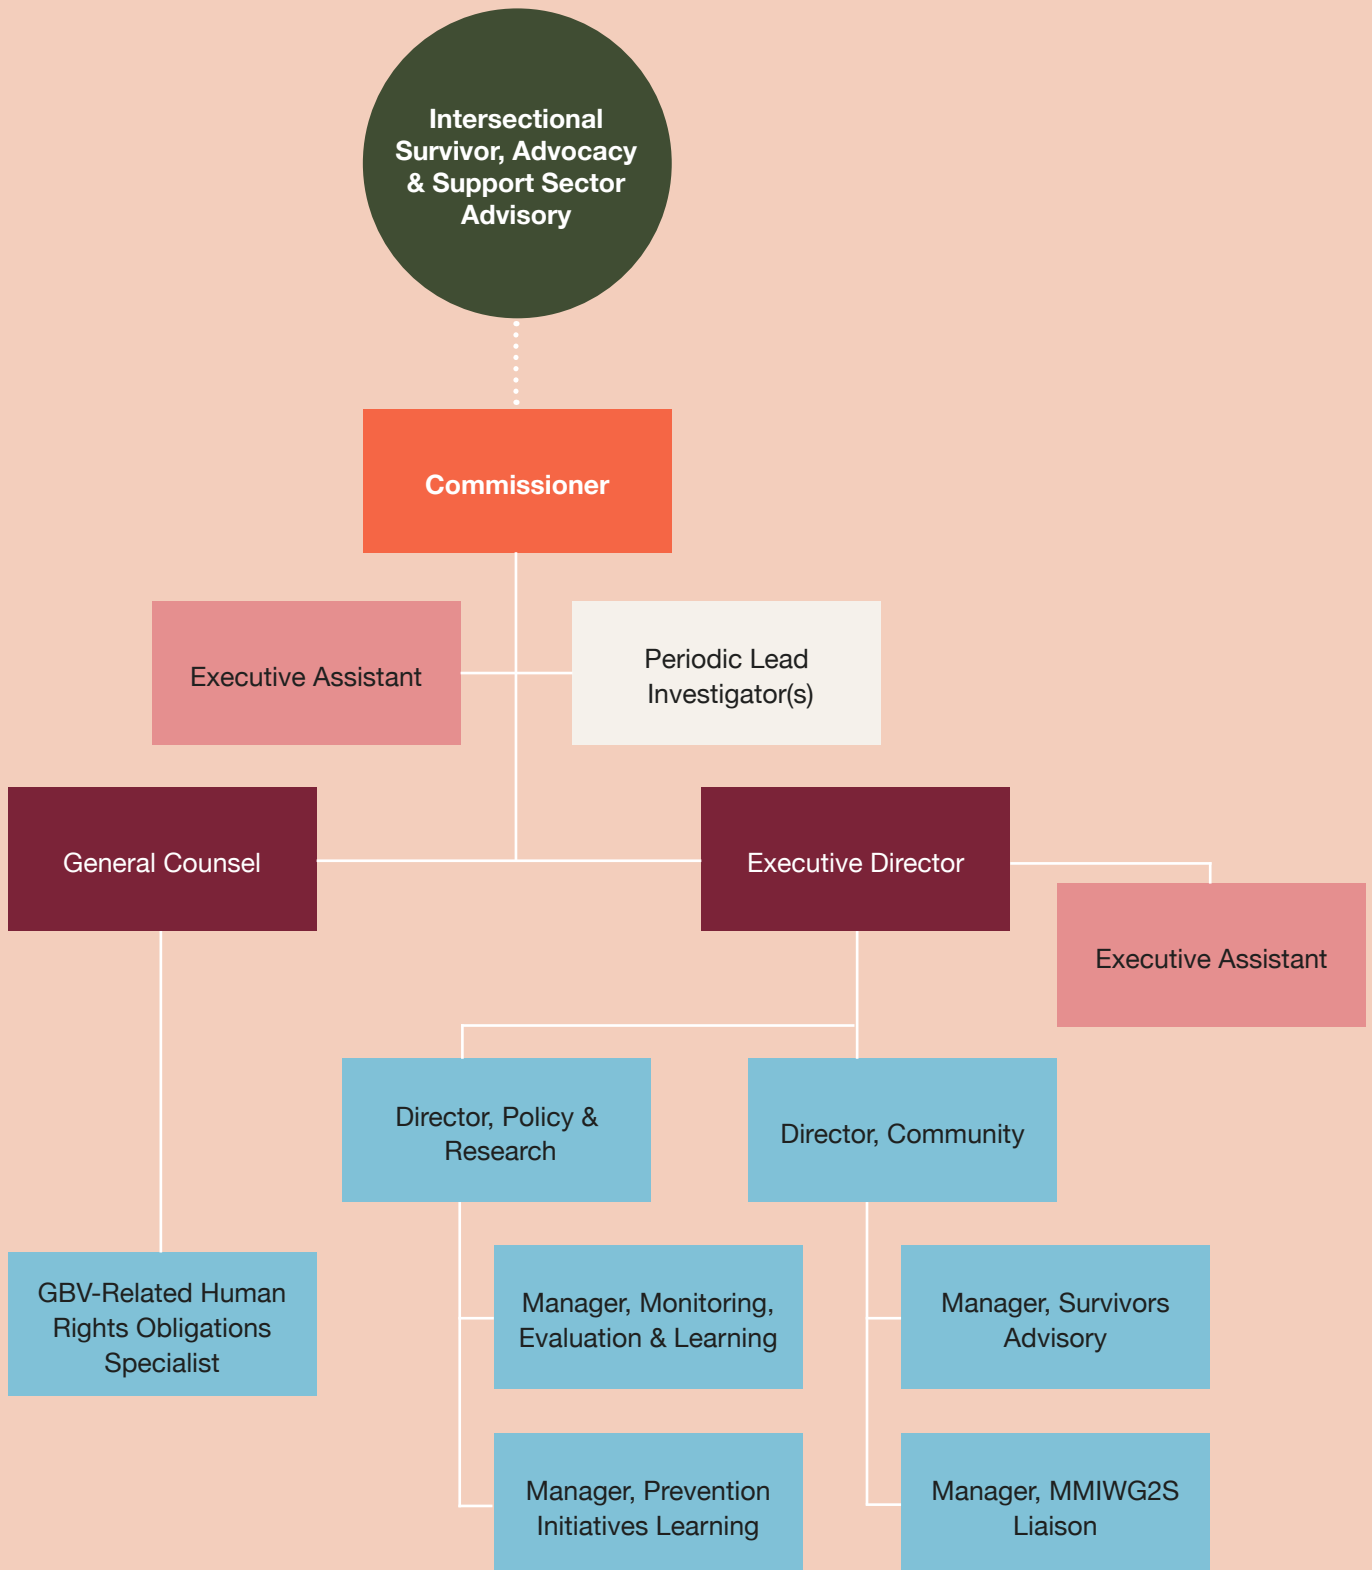 Intersectional
Survivor, Advocacy
& Support Sector
Advisory
Commissioner
Executive Assistant
Periodic Lead
Investigator(s)
General Counsel
Executive Director
Executive Assistant
Director, Policy &
Research
Director, Community
GBV-Related Human
Rights Obligations
Specialist
Manager, Monitoring,
Evaluation & Learning
Manager, Survivors
Advisory
Manager, Prevention
Initiatives Learning
Manager, MMIWG2S
Liaison